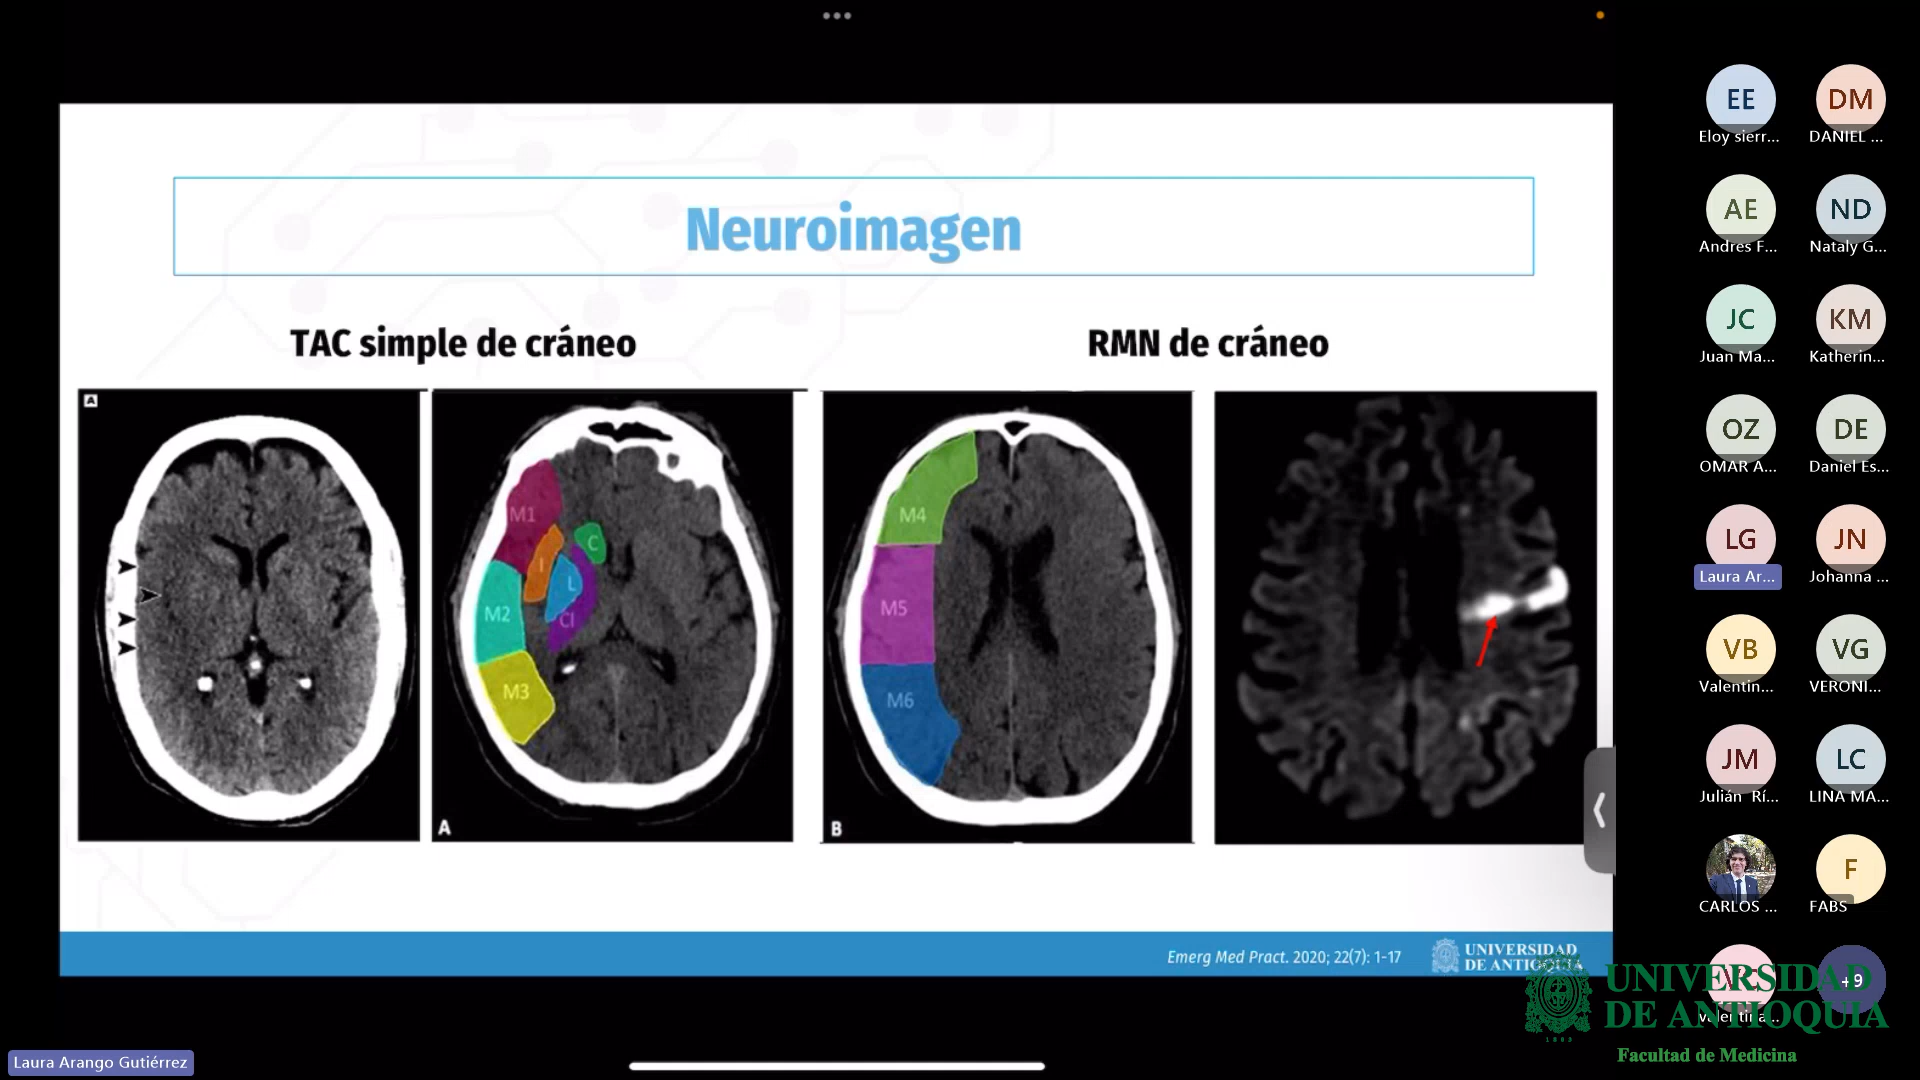 Neuroimagen
TAC simple de cráneo
RMN de cráneo
A
M1
I
C
L
CI
M2
M3
A
M4
M5
M6
B
Emerg Med Pract. 2020; 22(7): 1-17
UNIVERSIDAD
DE ANTIOQUIA
EE
Eloy sierr...
DM
DANIEL ...
AE
Andres F...
ND
Nataly G...
JC
Juan Ma...
KM
Katherin...
OZ
OMAR A...
DE
Daniel Es...
LG
Laura Ar...
JN
Johanna ...
VB
Valentin...
VG
VERONI...
JM
Julián Rí...
LC
LINA MA...
CARLOS ...
F
FABS
+9
Valentina...
UNIVERSIDAD
DE ANTIOQUIA
1803
Facultad de Medicina
Laura Arango Gutiérrez